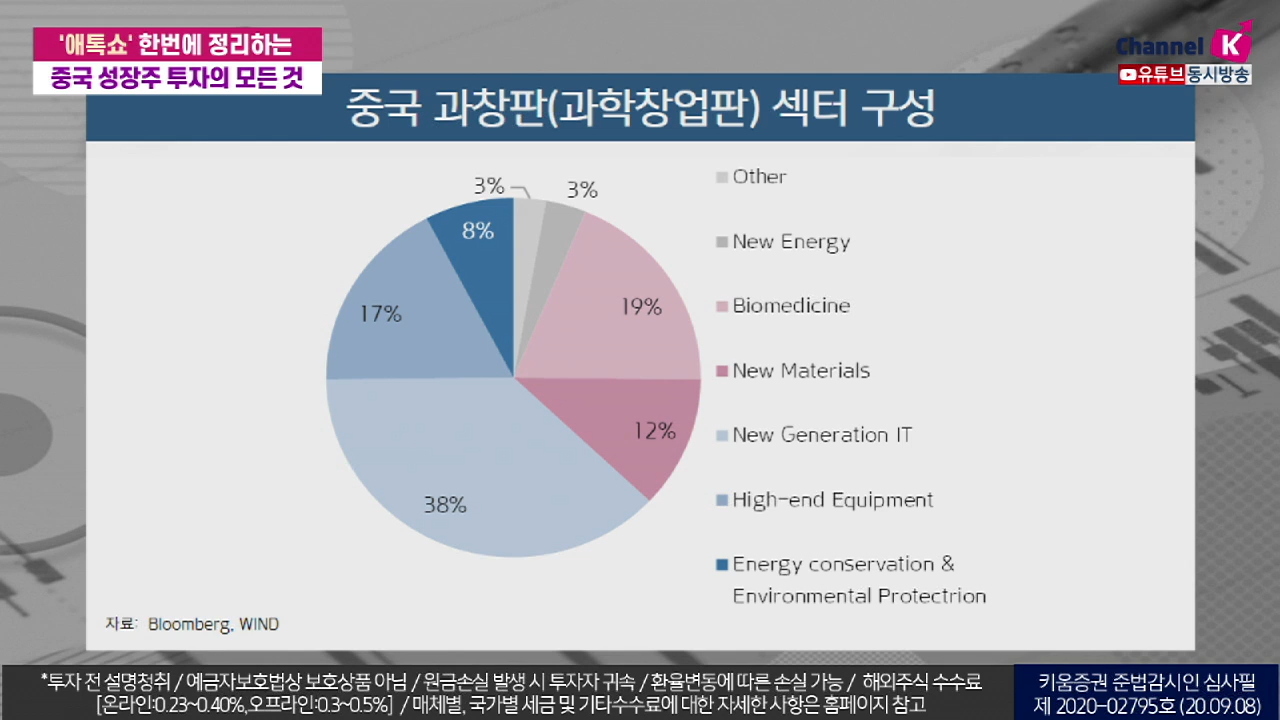 '애톡쇼' 한번에 정리하는
중국 성장주 투자의 모든 것
Channel K
유튜브 동시방송
중국 과창판(과학창업판) 섹터 구성
3%
3%
8%
19%
17%
12%
38%
Other
New Energy
Biomedicine
New Materials
New Generation IT
High-end Equipment
Energy conservation &
Environmental Protectrion
자료: Bloomberg, WIND
*투자 전 설명청취 / 예금자보호법상 보호상품 아님 / 원금손실 발생 시 투자자 귀속 / 환율변동에 따른 손실 가능 / 해외주식 수수료
[온라인:0.23~0.40%,오프라인:0.3~0.5%] / 매체별, 국가별 세금 및 기타수수료에 대한 자세한 사항은 홈페이지 참고
키움증권 준법감시인 심사필
제 2020-02795호 (20.09.08)